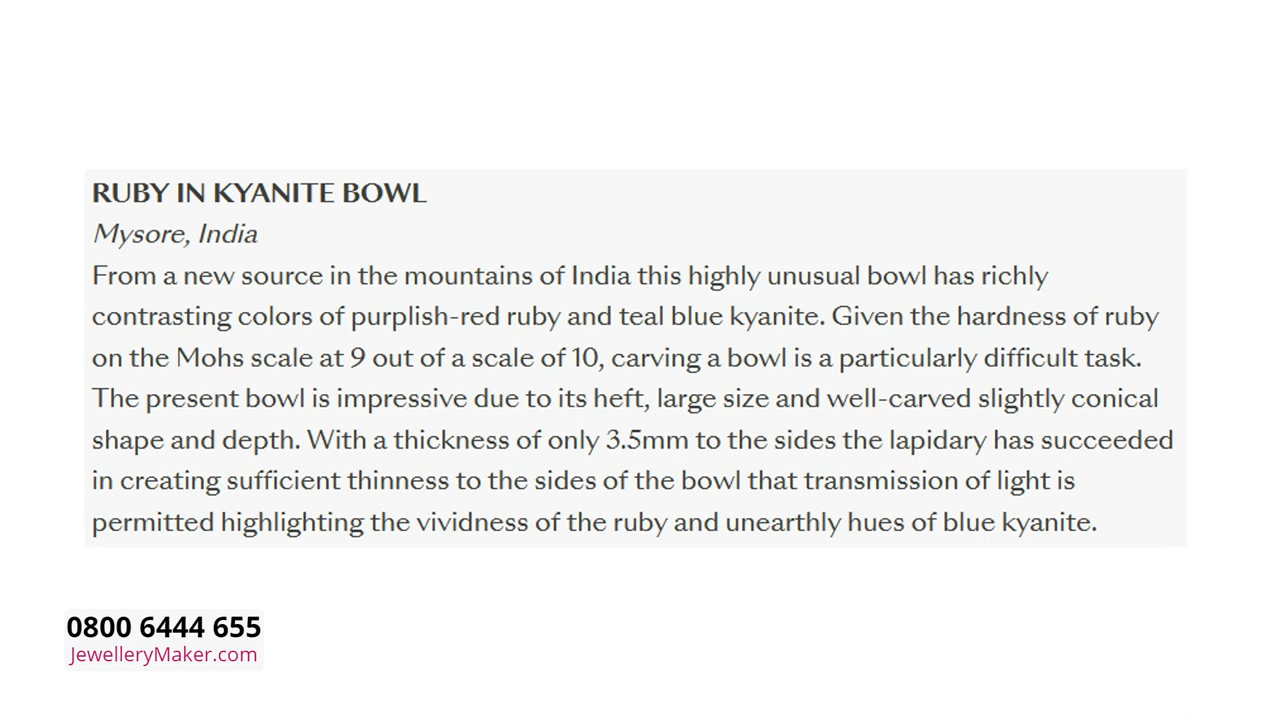 RUBY IN KYANITE BOWL
Mysore, India
From a new source in the mountains of India this highly unusual bowl has richly
contrasting colors of purplish-red ruby and teal blue kyanite. Given the hardness of ruby
on the Mohs scale at 9 out of a scale of 10, carving a bowl is a particularly difficult task.
The present bowl is impressive due to its heft, large size and well-carved slightly conical
shape and depth. With a thickness of only 3.5mm to the sides the lapidary has succeeded
in creating sufficient thinness to the sides of the bowl that transmission of light is
permitted highlighting the vividness of the ruby and unearthly hues of blue kyanite.
0800 6444 655
JewelleryMaker.com